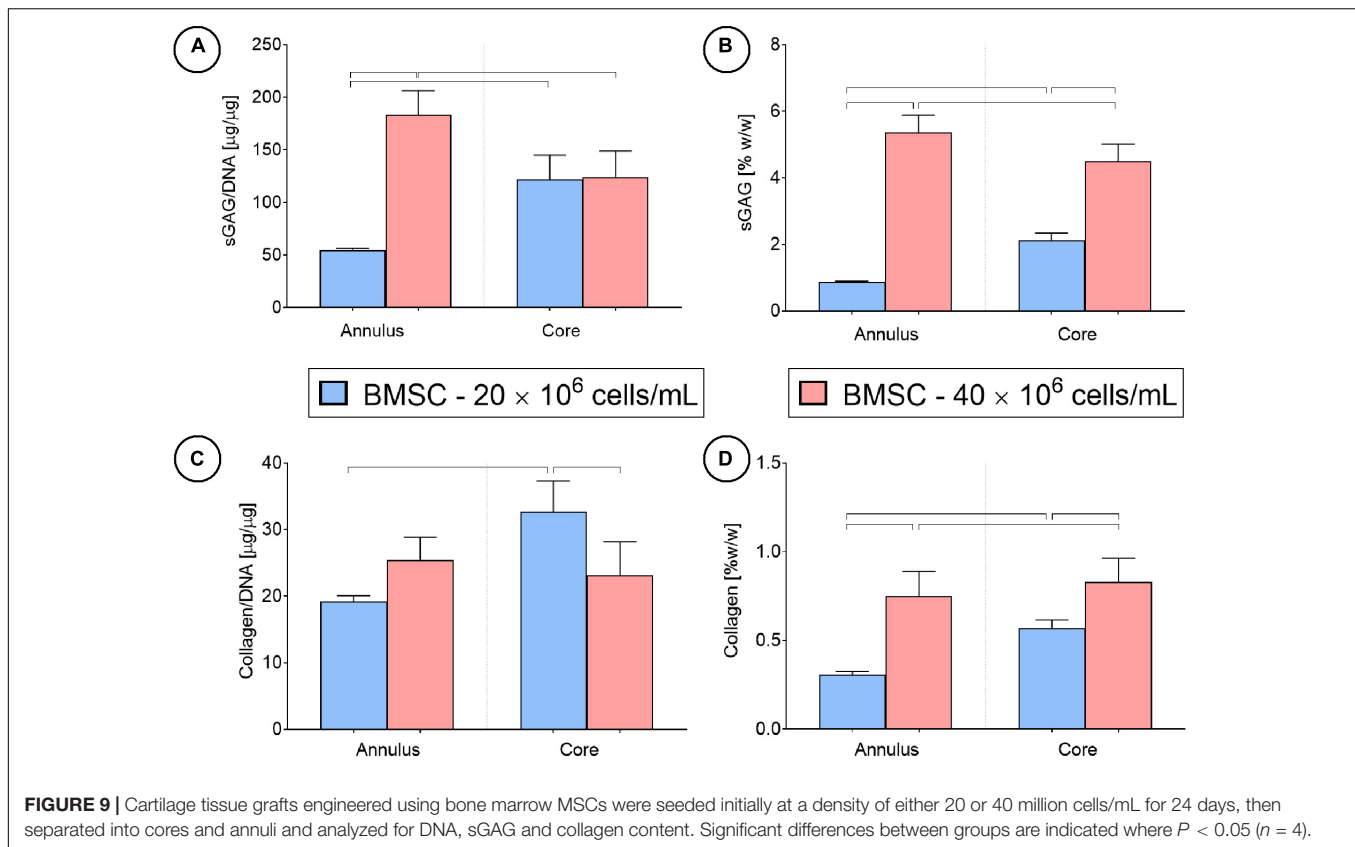 A
sGAG/DNA [μg/μg]
250
200
150
100
50
0
Annulus
Core
B
sGAG [% w/w]
8
6
4
2
0
Annulus
Core
BMSC - 20 × 10⁶ cells/mL
BMSC - 40 × 10⁶ cells/mL
C
Collagen/DNA [μg/μg]
40
30
20
10
0
Annulus
Core
D
Collagen [%w/w]
1.5
1.0
0.5
0.0
Annulus
Core
FIGURE 9 | Cartilage tissue grafts engineered using bone marrow MSCs were seeded initially at a density of either 20 or 40 million cells/mL for 24 days, then
separated into cores and annuli and analyzed for DNA, sGAG and collagen content. Significant differences between groups are indicated where P < 0.05 (n = 4).